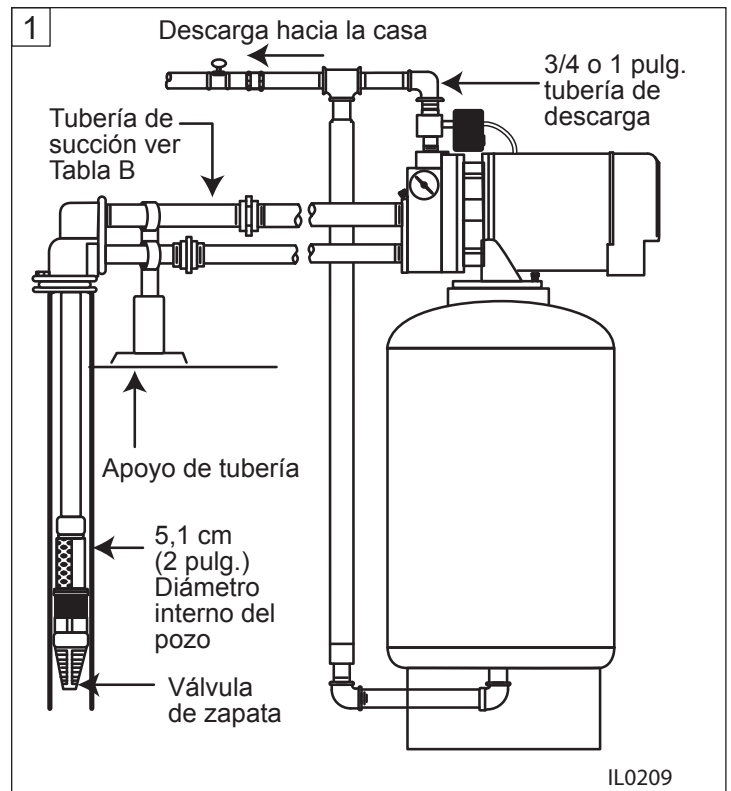 1
Descarga hacia la casa
3/4 o 1 pulg.
tubería de
descarga
Tubería de
succión ver
Tabla B
Apoyo de tubería
5,1 cm
(2 pulg.)
Diámetro
interno del
pozo
Válvula
de zapata
IL0209